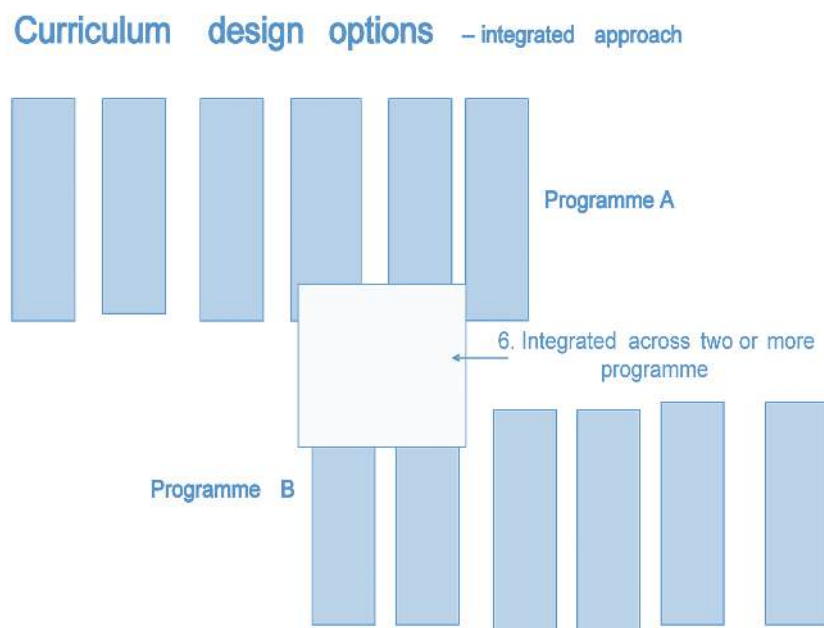 Curriculum design options – integrated approach
Programme A
6. Integrated across two or more
programme
Programme B